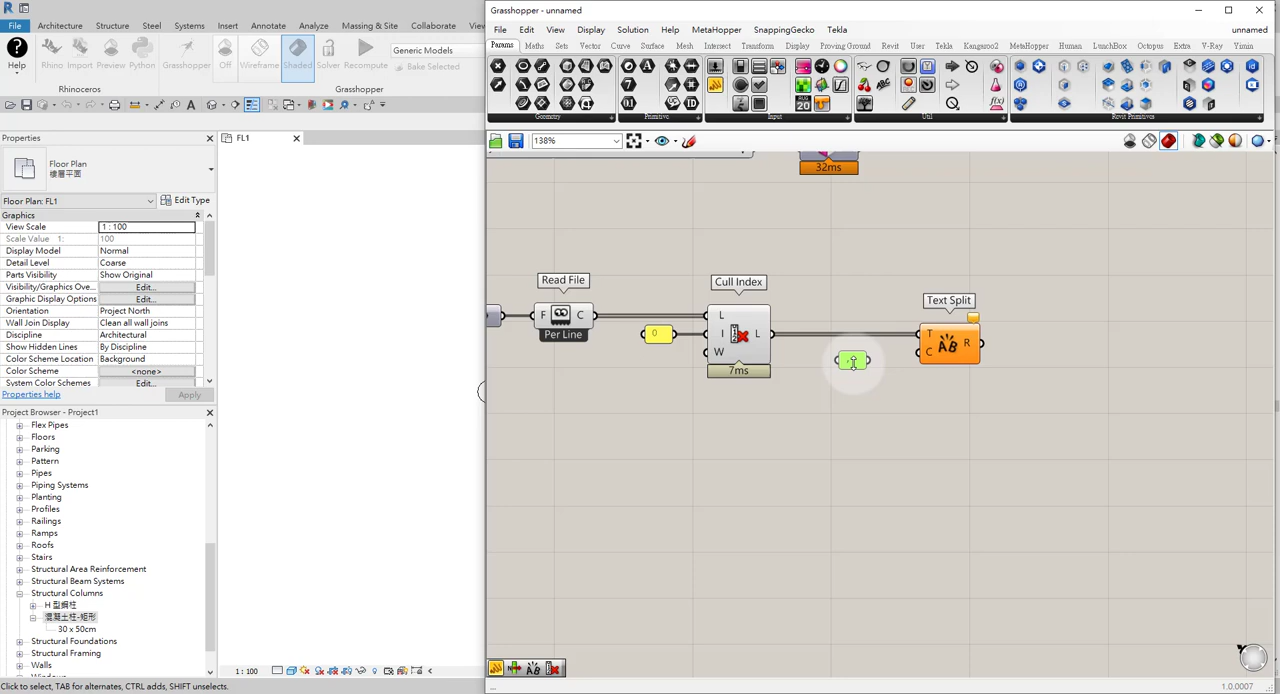 File
Architecture
Structure
Steel
Systems
Insert
Annotate
Analyze
Massing & Site
Collaborate
Help
Rhino
Import
Preview
Python
Grasshopper
Off
Wireframe
Shaded
Solver
Recompute
Generic Models
Bake Selected
Rhinoceros
Grasshopper
Properties
Floor Plan
樓層平面
Floor Plan: FL1
Edit Type
Graphics
View Scale
1 : 100
Scale Value 1:
100
Display Model
Normal
Detail Level
Coarse
Parts Visibility
Show Original
Visibility/Graphics Ove...
Edit...
Graphic Display Options
Edit...
Orientation
Project North
Wall Join Display
Clean all wall joins
Discipline
Architectural
Show Hidden Lines
By Discipline
Color Scheme Location
Background
Color Scheme
<none>
System Color Schemes
Edit...
Properties help
Apply
Project Browser - Project1
Flex Pipes
Floors
Parking
Pattern
Pipes
Piping Systems
Planting
Profiles
Railings
Ramps
Roofs
Stairs
Structural Area Reinforcement
Structural Beam Systems
Structural Columns
H 型鋼柱
混凝土柱-矩形
30 x 50cm
Structural Foundations
Structural Framing
Walls
Click to select, TAB for alternates, CTRL adds, SHIFT unselects.
FL1
1 : 100
Grasshopper - unnamed
File
Edit
View
Display
Solution
Help
MetaHopper
SnappingGecko
Tekla
unnamed
Params
Maths
Sets
Vector
Curve
Surface
Mesh
Intersect
Transform
Display
Proving Ground
Revit
User
Tekla
Kangaroo2
MetaHopper
Human
LunchBox
Octopus
Extra
V-Ray
Yimin
Geometry
Primitive
Input
Util
Revit Primitives
138%
32ms
Read File
F
C
Per Line
0
Cull Index
L
I
W
L
7ms
Text Split
T
C
R
1.0.0007